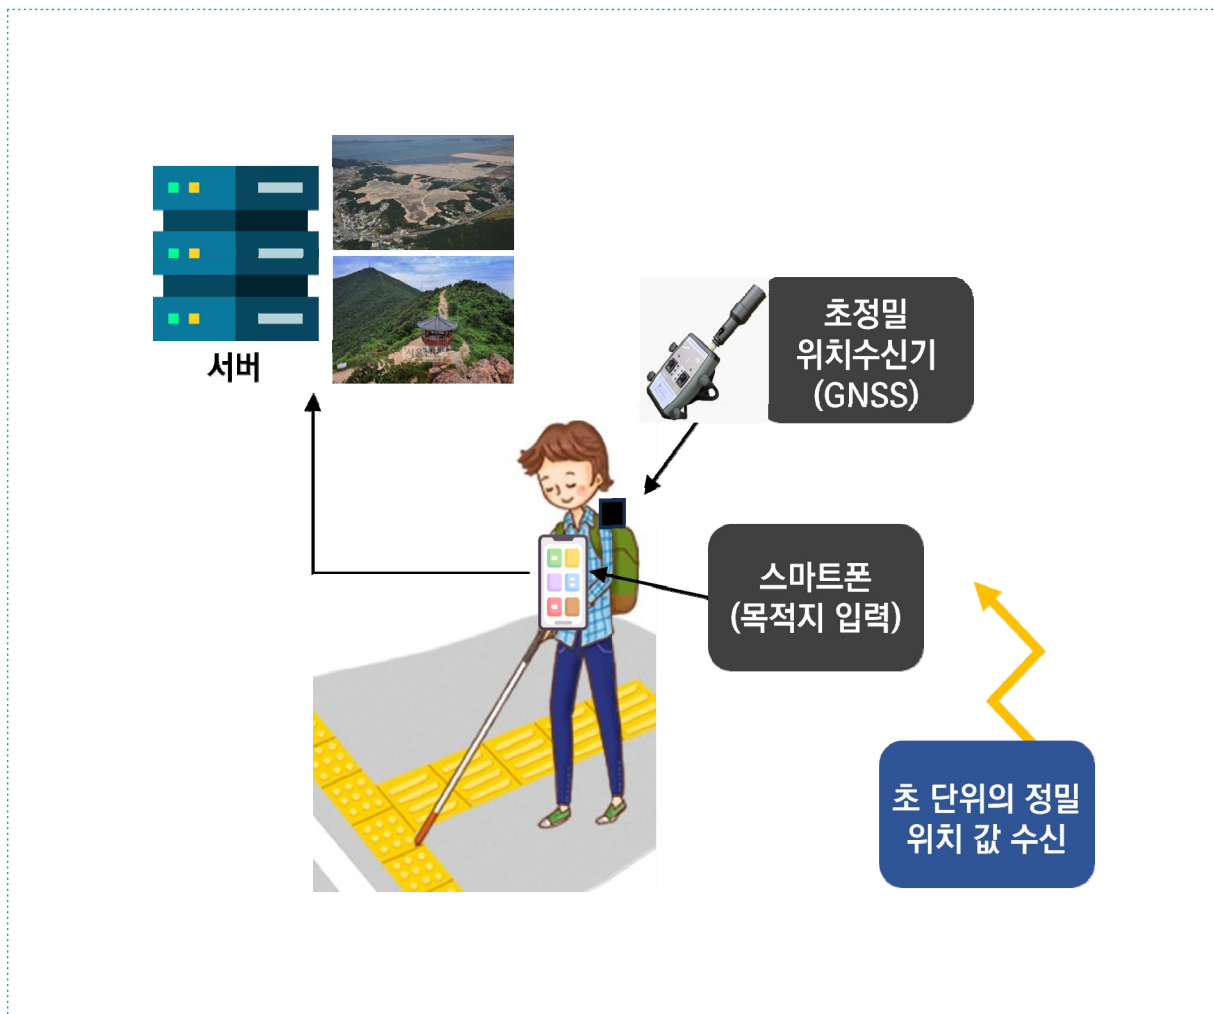 서버
초정밀
위치수신기
(GNSS)
스마트폰
(목적지 입력)
초 단위의 정밀
위치 값 수신